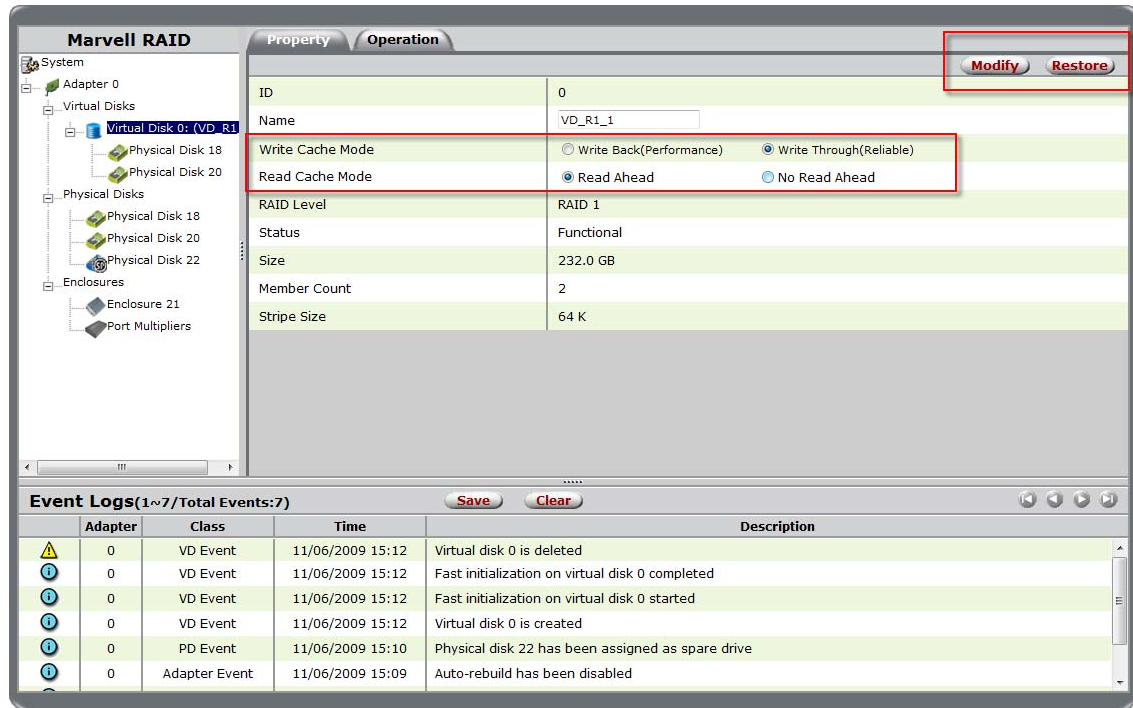 Marvell RAID
System
Adapter 0
Virtual Disks
Virtual Disk 0: (VD_R1
Physical Disk 18
Physical Disk 20
Physical Disks
Physical Disk 18
Physical Disk 20
Physical Disk 22
Enclosures
Enclosure 21
Port Multipliers
Property Operation
Modify Restore
ID 0
Name VD_R1_1
Write Cache Mode Write Back(Performance) Write Through(Reliable)
Read Cache Mode Read Ahead No Read Ahead
RAID Level RAID 1
Status Functional
Size 232.0 GB
Member Count 2
Stripe Size 64 K
Event Logs(1~7/Total Events:7) Save Clear
Adapter Class Time Description
0 VD Event 11/06/2009 15:12 Virtual disk 0 is deleted
0 VD Event 11/06/2009 15:12 Fast initialization on virtual disk 0 completed
0 VD Event 11/06/2009 15:12 Fast initialization on virtual disk 0 started
0 VD Event 11/06/2009 15:12 Virtual disk 0 is created
0 PD Event 11/06/2009 15:10 Physical disk 22 has been assigned as spare drive
0 Adapter Event 11/06/2009 15:09 Auto-rebuild has been disabled